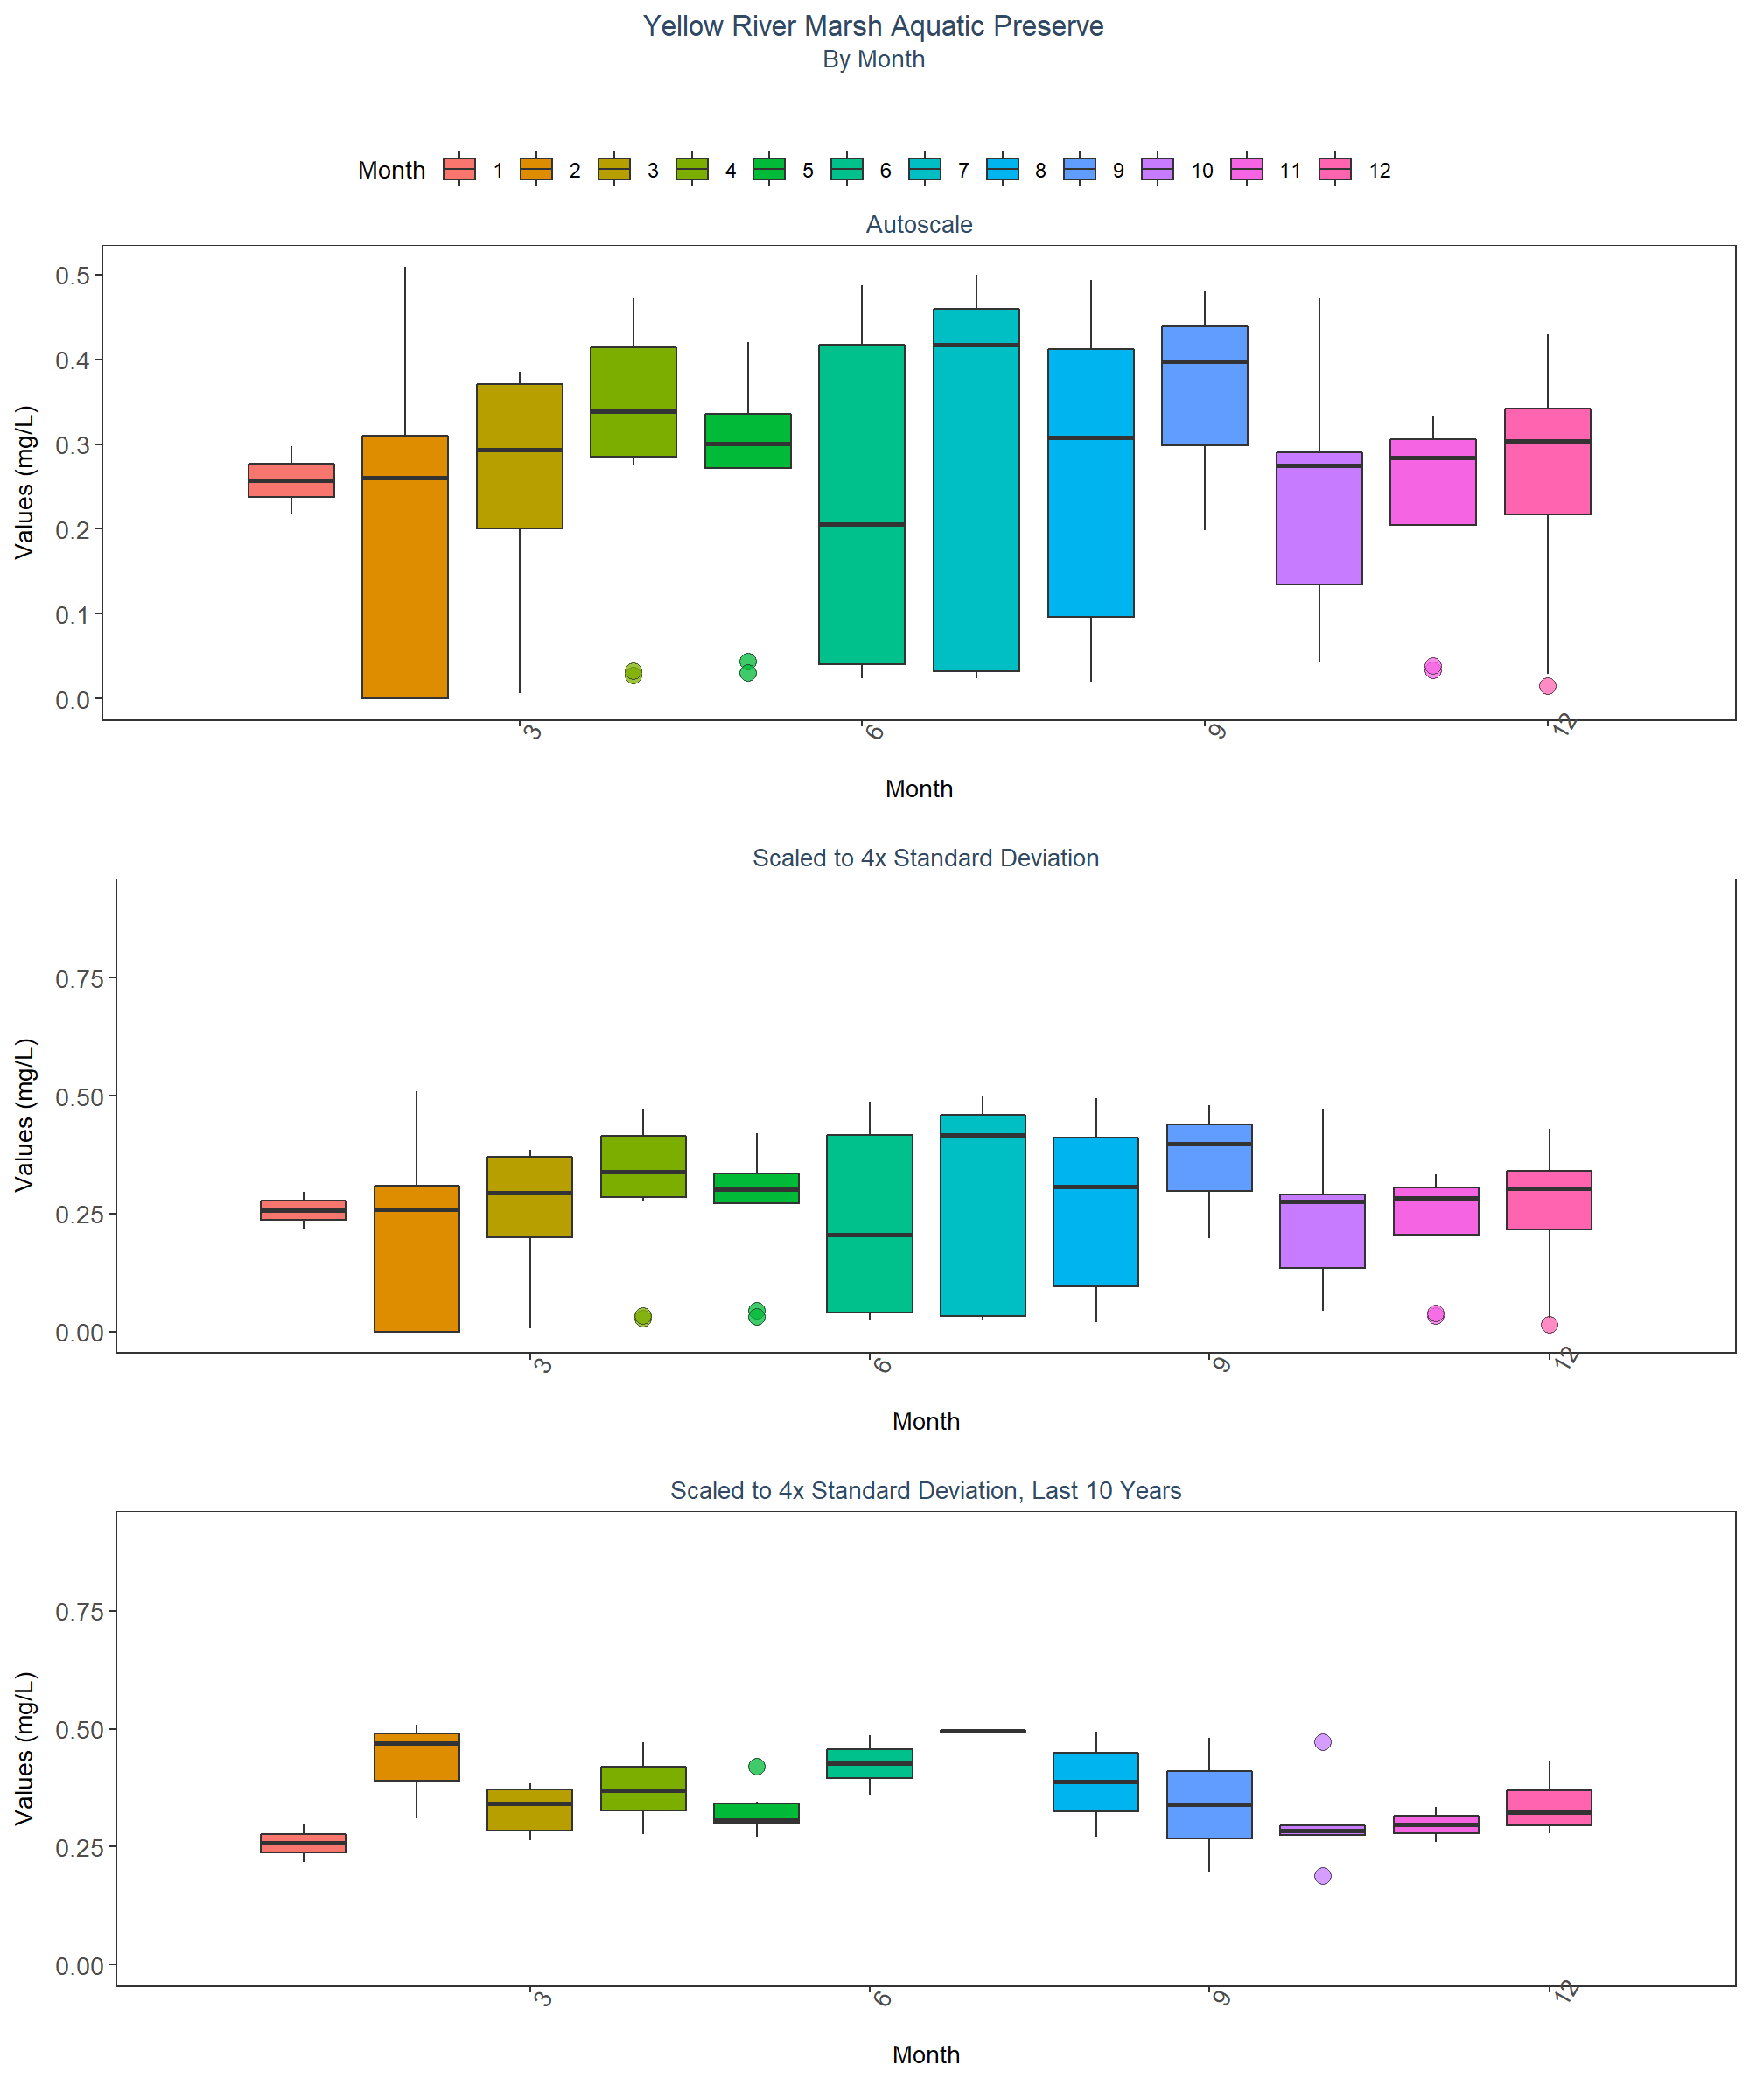 Yellow River Marsh Aquatic Preserve
By Month
Month 1 2 3 4 5 6 7 8 9 10 11 12
Autoscale
Values (mg/L)
0.5
0.4
0.3
0.2
0.1
0.0
3 6 9 12
Month
Scaled to 4x Standard Deviation
Values (mg/L)
0.75
0.50
0.25
0.00
3 6 9 12
Month
Scaled to 4x Standard Deviation, Last 10 Years
Values (mg/L)
0.75
0.50
0.25
0.00
3 6 9 12
Month